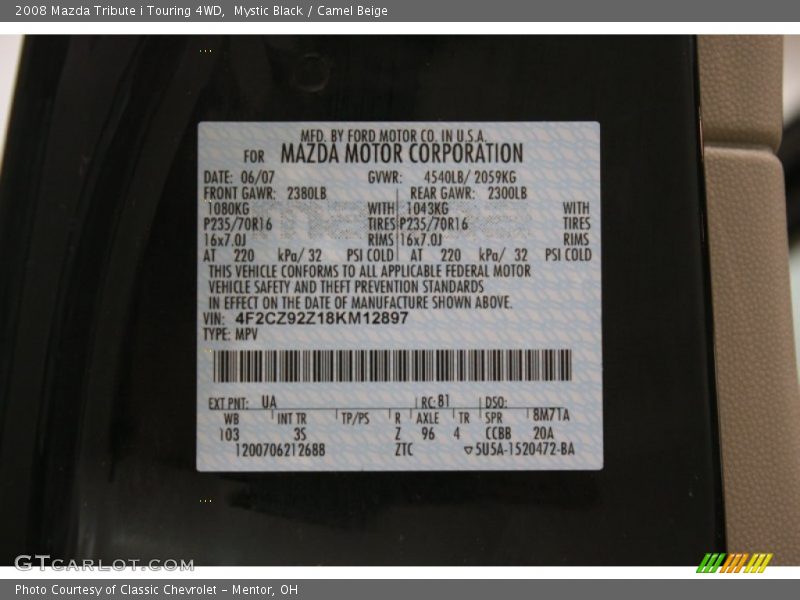 2008 Mazda Tribute i Touring 4WD,  Mystic Black / Camel Beige
MFD. BY FORD MOTOR CO. IN U.S.A.
FOR MAZDA MOTOR CORPORATION
DATE: 06/07 GVWR: 4540LB/ 2059KG
FRONT GAWR: 2380LB REAR GAWR: 2300LB
1080KG WITH 1043KG WITH
P235/70R16 TIRES P235/70R16 TIRES
16x7.0J RIMS 16x7.0J RIMS
AT 220 kPa/ 32 PSI COLD AT 220 kPa/ 32 PSI COLD
THIS VEHICLE CONFORMS TO ALL APPLICABLE FEDERAL MOTOR
VEHICLE SAFETY AND THEFT PREVENTION STANDARDS
IN EFFECT ON THE DATE OF MANUFACTURE SHOWN ABOVE.
VIN: 4F2CZ92Z18KM12897
TYPE: MPV
EXT PNT: UA RC: 81 DSO:
WB INT TR TP/PS R AXLE TR SPR 8M71A
103 3S Z 96 4 CCBB 20A
1200706212688 ZTC 5U5A-1520472-BA
GTCARLOT.COM
Photo Courtesy of Classic Chevrolet - Mentor, OH